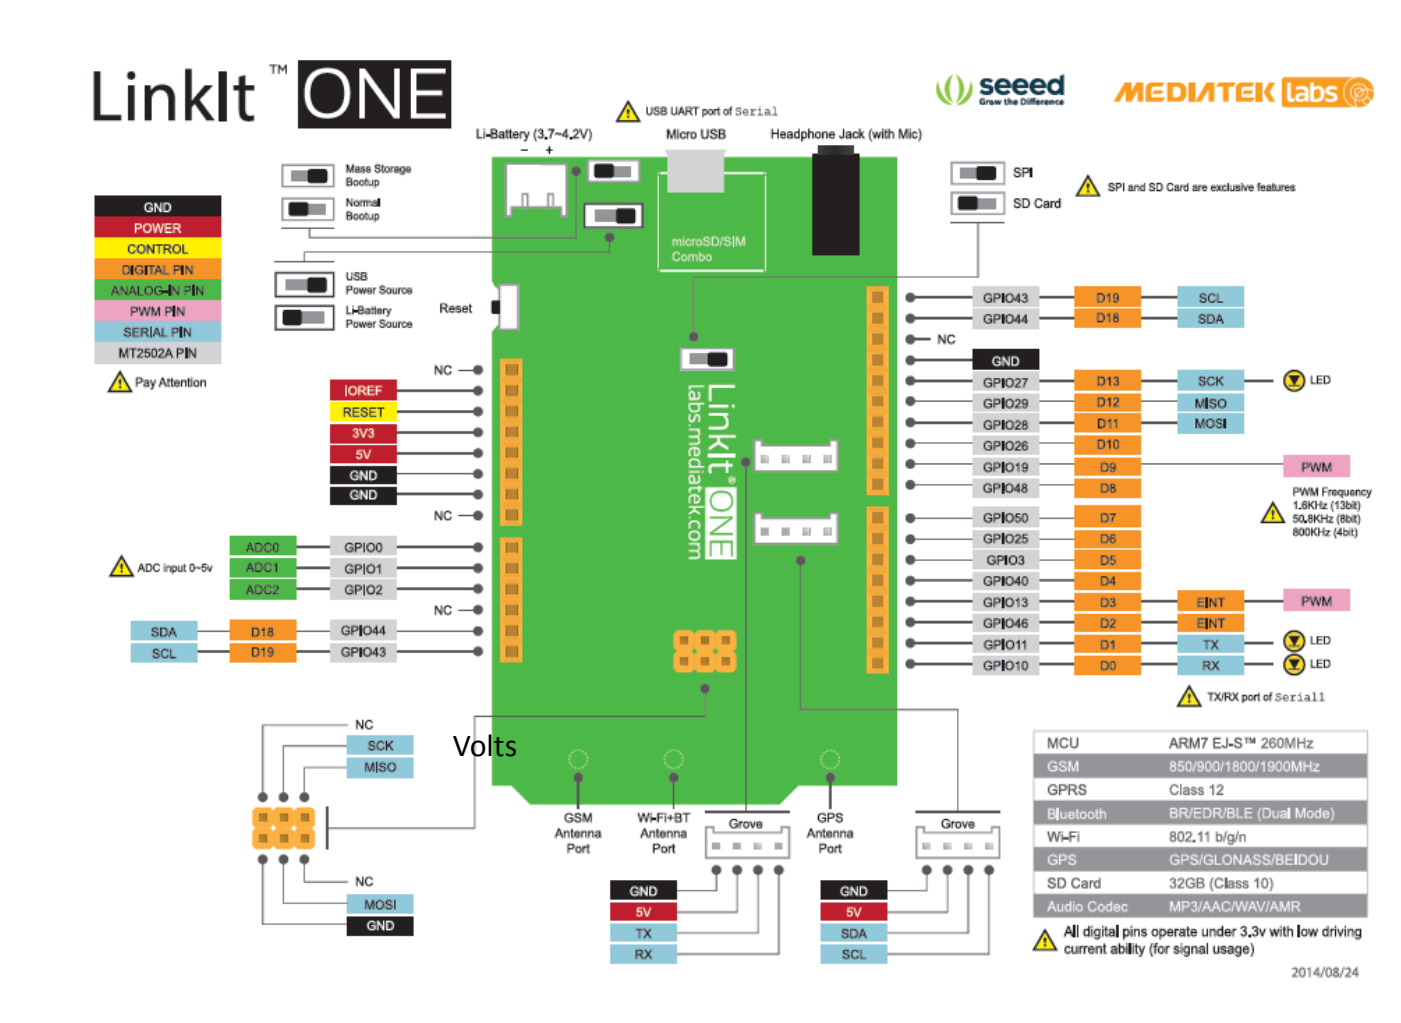 LinkIt ™ ONE
seeed
Grow the Difference
MEDIATEK labs
USB UART port of Serial
Li-Battery (3.7~4.2V)
− +
Micro USB
Headphone Jack (with Mic)
Mass Storage
Bootup
Normal
Bootup
SPI
SD Card
SPI and SD Card are exclusive features
GND
POWER
CONTROL
DIGITAL PIN
ANALOG-IN PIN
PWM PIN
SERIAL PIN
MT2502A PIN
Pay Attention
microSD/SIM
Combo
USB
Power Source
Li-Battery
Power Source
Reset
NC
IOREF
RESET
3V3
5V
GND
GND
NC
ADC input 0~5v
ADC0 GPIO0
ADC1 GPIO1
ADC2 GPIO2
NC
SDA D18 GPIO44
SCL D19 GPIO43
LinkIt® ONE
labs.mediatek.com
GPIO43 D19 SCL
GPIO44 D18 SDA
NC
GND
GPIO27 D13 SCK LED
GPIO29 D12 MISO
GPIO28 D11 MOSI
GPIO26 D10
GPIO19 D9 PWM
GPIO48 D8
PWM Frequency
1.6KHz (13bit)
50.8KHz (8bit)
800KHz (4bit)
GPIO50 D7
GPIO25 D6
GPIO3 D5
GPIO40 D4
GPIO13 D3 EINT PWM
GPIO46 D2 EINT
GPIO11 D1 TX LED
GPIO10 D0 RX LED
TX/RX port of Serial1
NC
SCK
MISO
Volts
NC
MOSI
GND
GSM
Antenna
Port
Wi-Fi+BT
Antenna
Port
Grove
GND
5V
TX
RX
GPS
Antenna
Port
Grove
GND
5V
SDA
SCL
MCU ARM7 EJ-S™ 260MHz
GSM 850/900/1800/1900MHz
GPRS Class 12
Bluetooth BR/EDR/BLE (Dual Mode)
Wi-Fi 802.11 b/g/n
GPS GPS/GLONASS/BEIDOU
SD Card 32GB (Class 10)
Audio Codec MP3/AAC/WAV/AMR
All digital pins operate under 3.3v with low driving
current ability (for signal usage)
2014/08/24